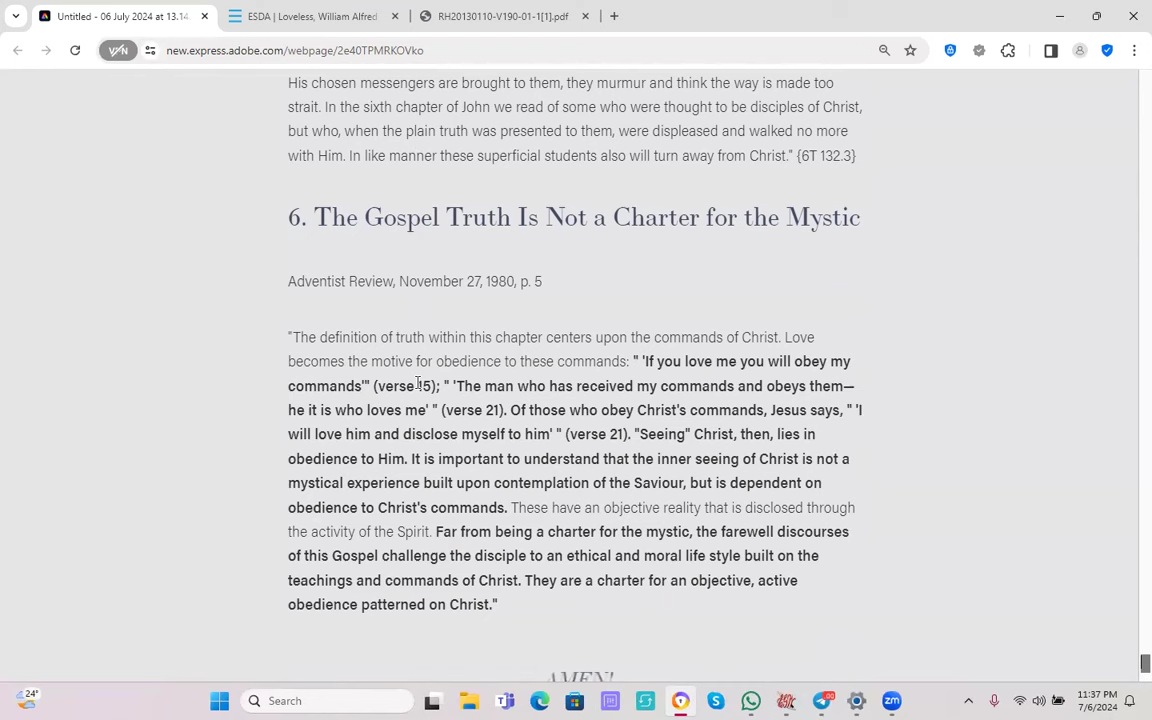 Untitled - 06 July 2024 at 13.14.
ESDA | Loveless, William Alfred
RH20130110-V190-01-1[1].pdf
new.express.adobe.com/webpage/2e40TPMRKOVko
His chosen messengers are brought to them, they murmur and think the way is made too
strait. In the sixth chapter of John we read of some who were thought to be disciples of Christ,
but who, when the plain truth was presented to them, were displeased and walked no more
with Him. In like manner these superficial students also will turn away from Christ." {6T 132.3}
6. The Gospel Truth Is Not a Charter for the Mystic
Adventist Review, November 27, 1980, p. 5
"The definition of truth within this chapter centers upon the commands of Christ. Love
becomes the motive for obedience to these commands: " 'If you love me you will obey my
commands'" (verse 15); " 'The man who has received my commands and obeys them—
he it is who loves me' " (verse 21). Of those who obey Christ's commands, Jesus says, " 'I
will love him and disclose myself to him' " (verse 21). "Seeing" Christ, then, lies in
obedience to Him. It is important to understand that the inner seeing of Christ is not a
mystical experience built upon contemplation of the Saviour, but is dependent on
obedience to Christ's commands. These have an objective reality that is disclosed through
the activity of the Spirit. Far from being a charter for the mystic, the farewell discourses
of this Gospel challenge the disciple to an ethical and moral life style built on the
teachings and commands of Christ. They are a charter for an objective, active
obedience patterned on Christ."
AMEN!
24°
Search
11:37 PM
7/6/2024